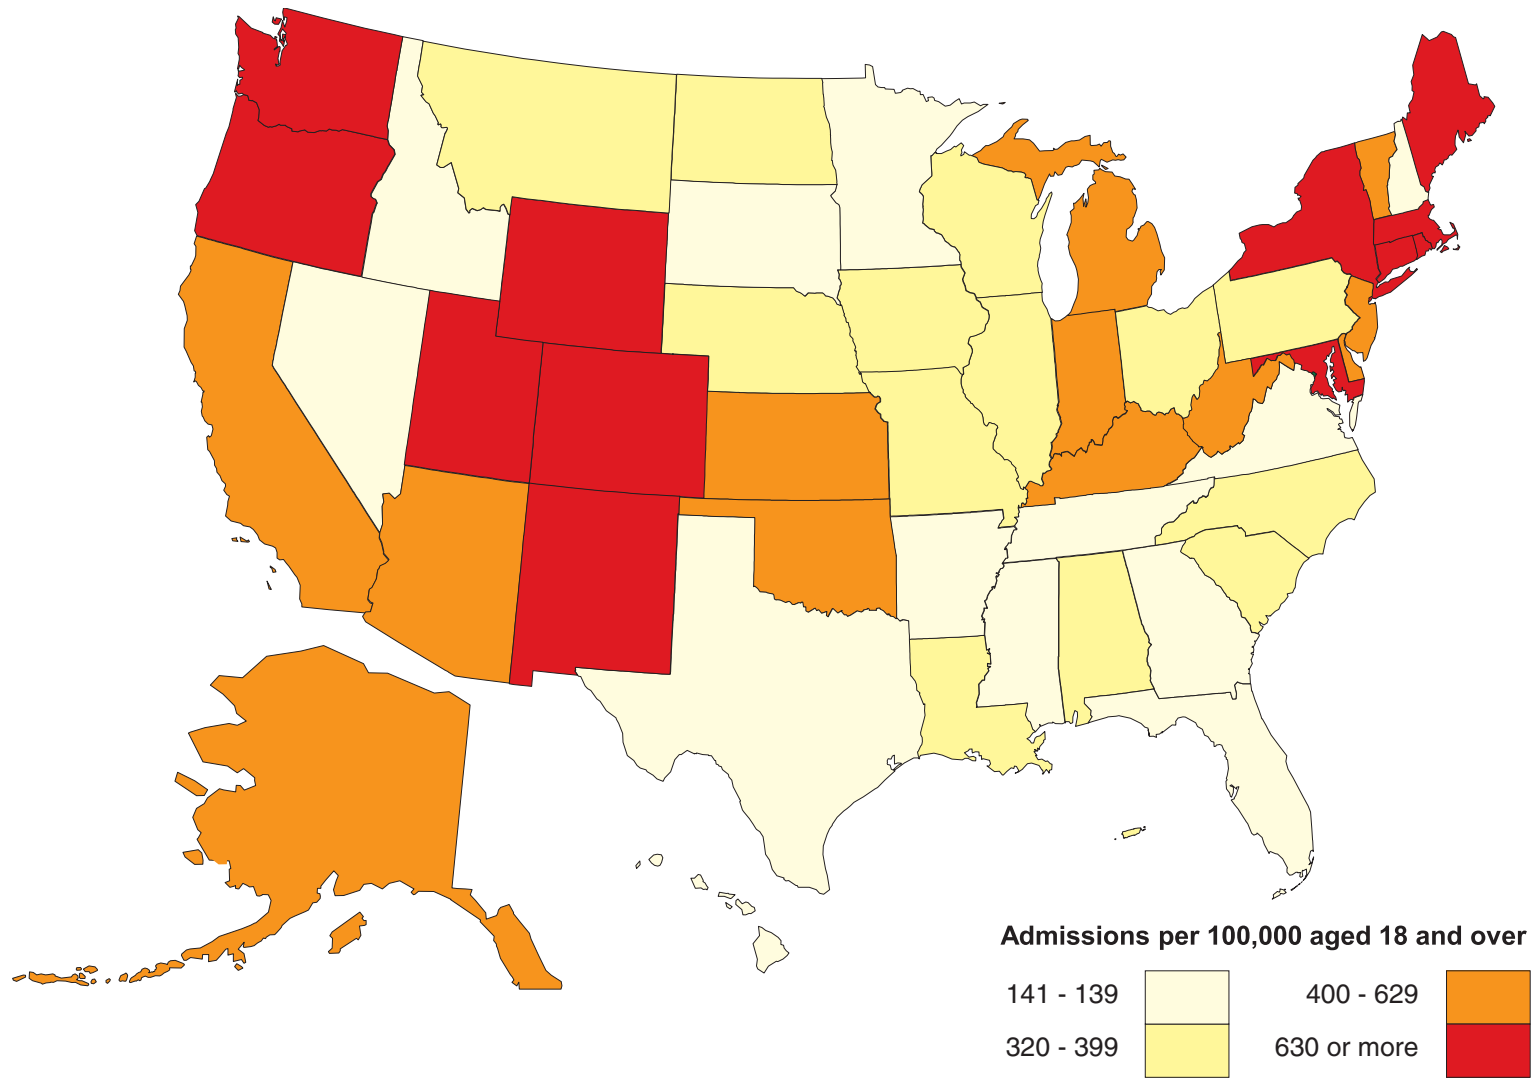 Admissions per 100,000 aged 18 and over
141 - 139
400 - 629
320 - 399
630 or more